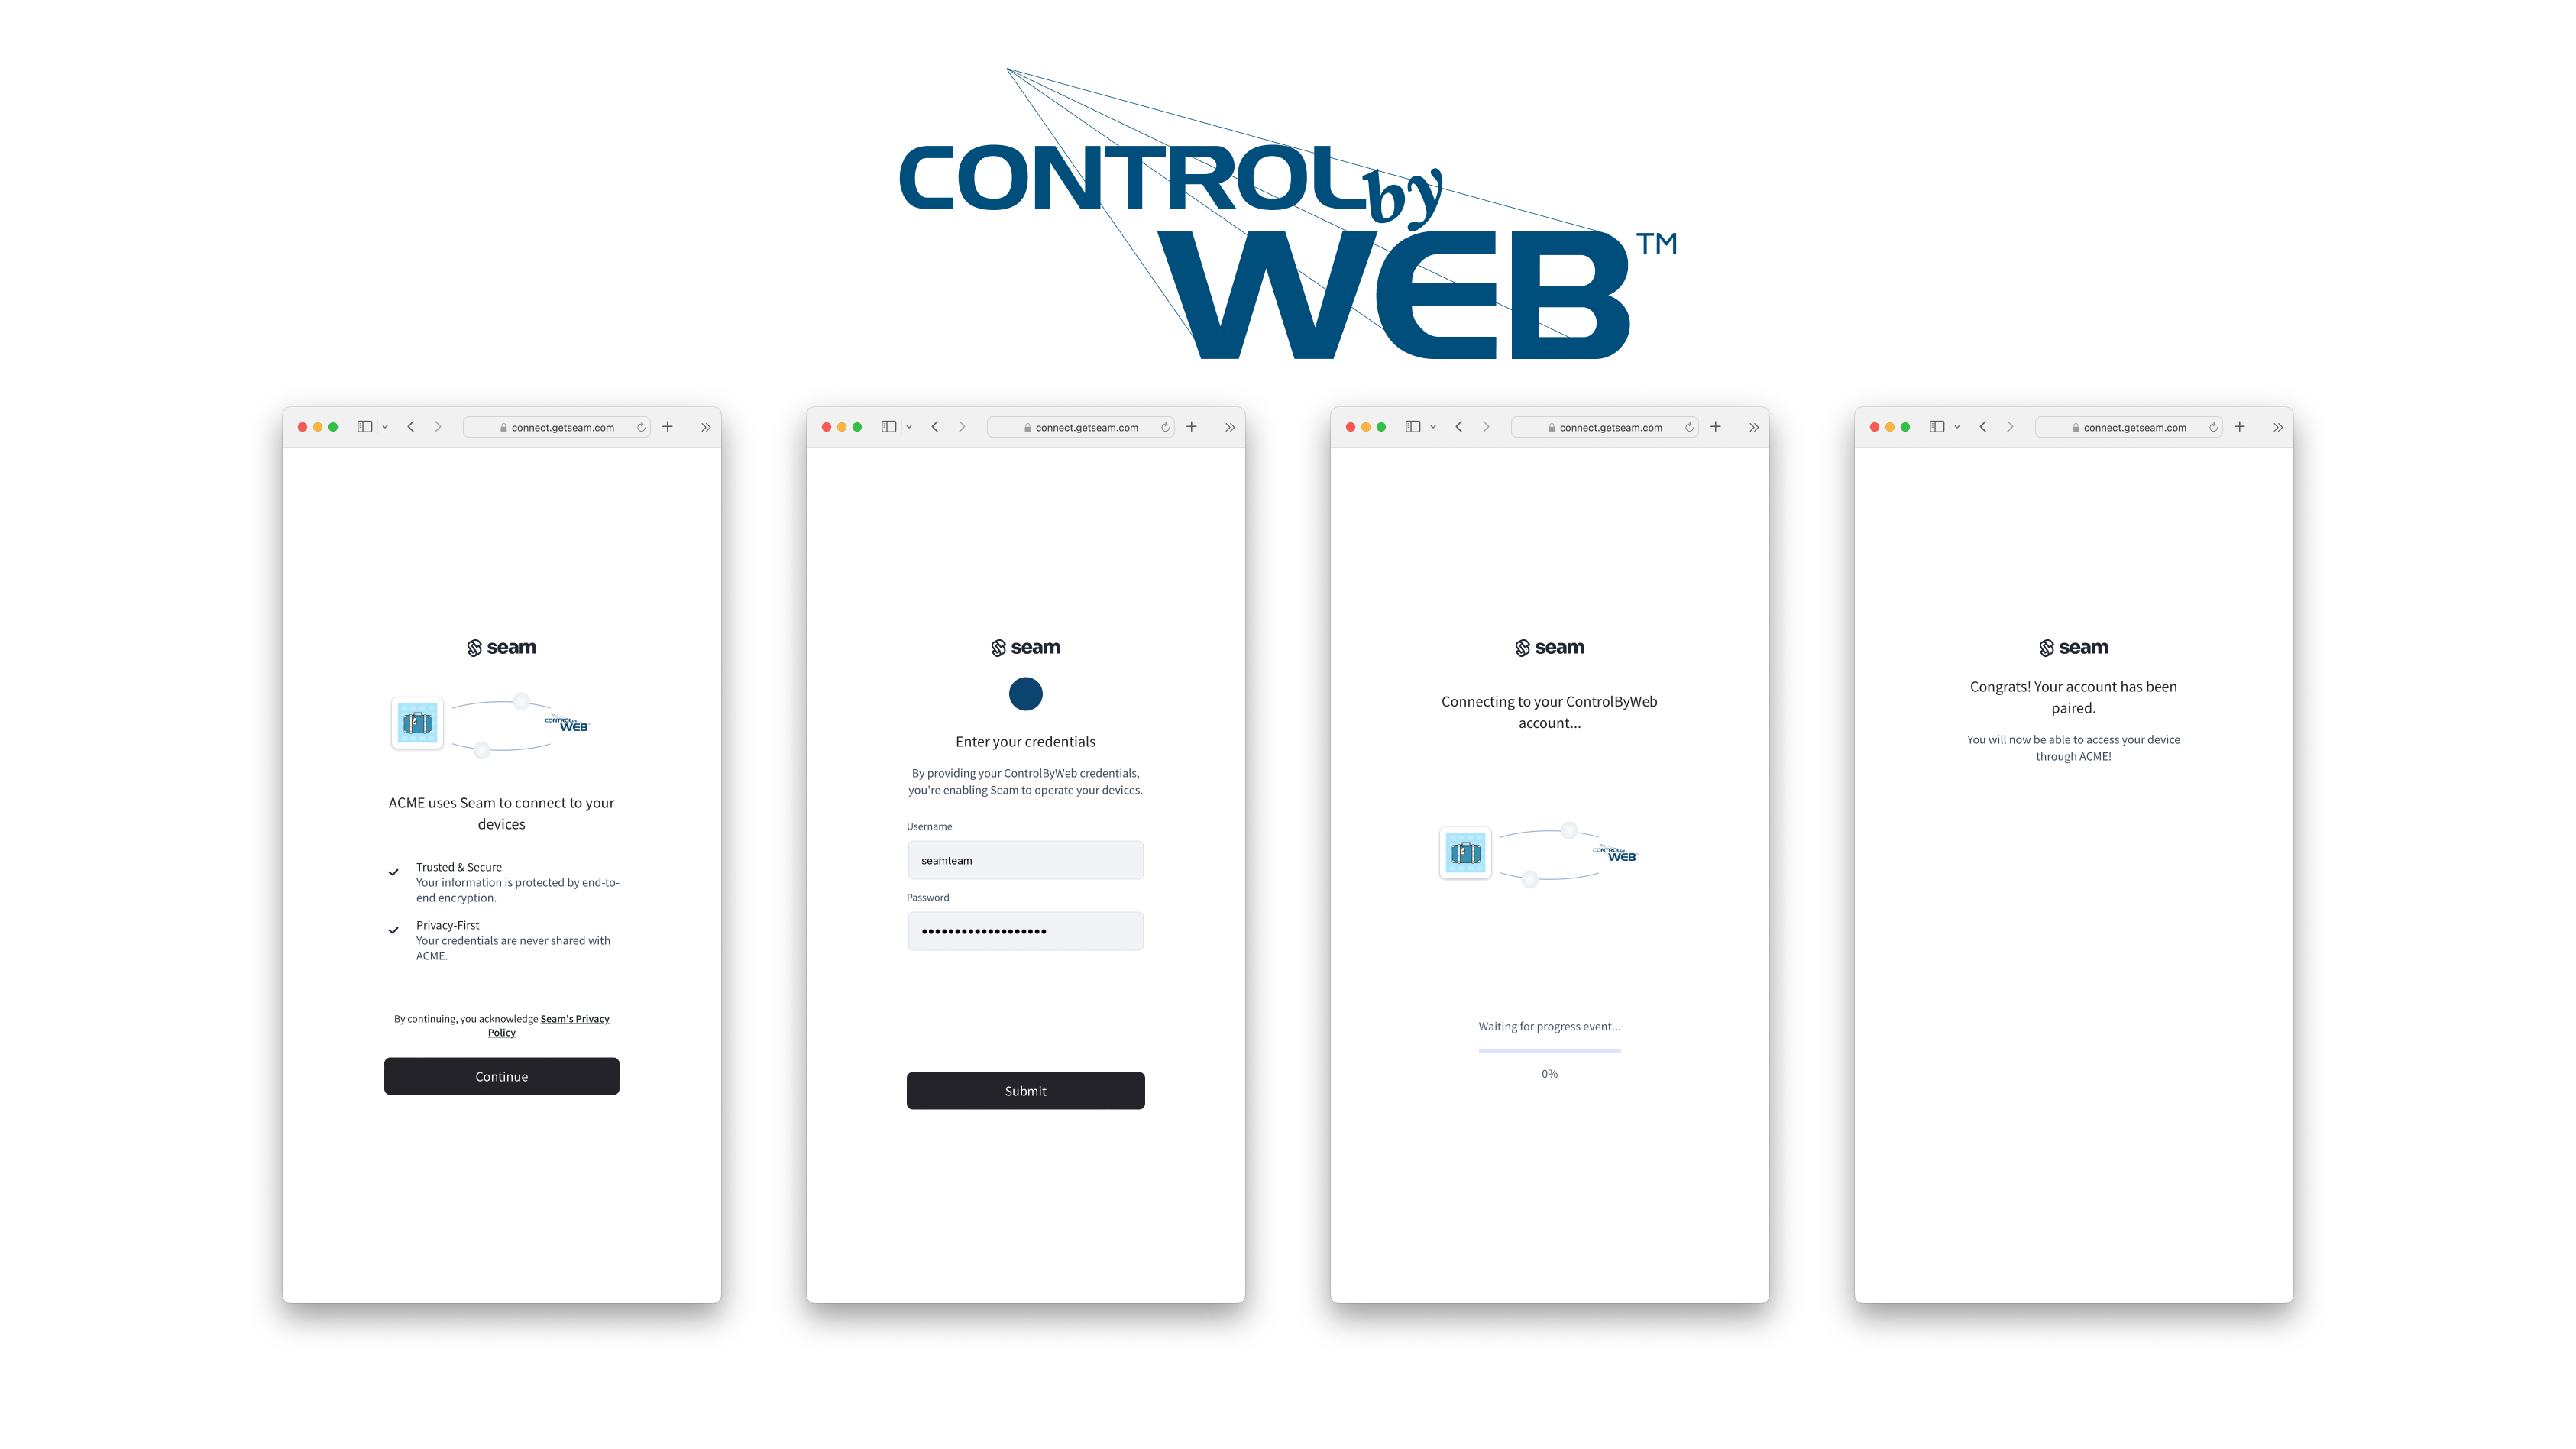 CONTROL by
WEB™
connect.getseam.com
seam
CONTROL by
WEB
ACME uses Seam to connect to your
devices
Trusted & Secure
Your information is protected by end-to-
end encryption.
Privacy-First
Your credentials are never shared with
ACME.
By continuing, you acknowledge Seam's Privacy
Policy
Continue
connect.getseam.com
seam
Enter your credentials
By providing your ControlByWeb credentials,
you're enabling Seam to operate your devices.
Username
seamteam
Password
Submit
connect.getseam.com
seam
Connecting to your ControlByWeb
account...
CONTROL by
WEB
Waiting for progress event...
0%
connect.getseam.com
seam
Congrats! Your account has been
paired.
You will now be able to access your device
through ACME!